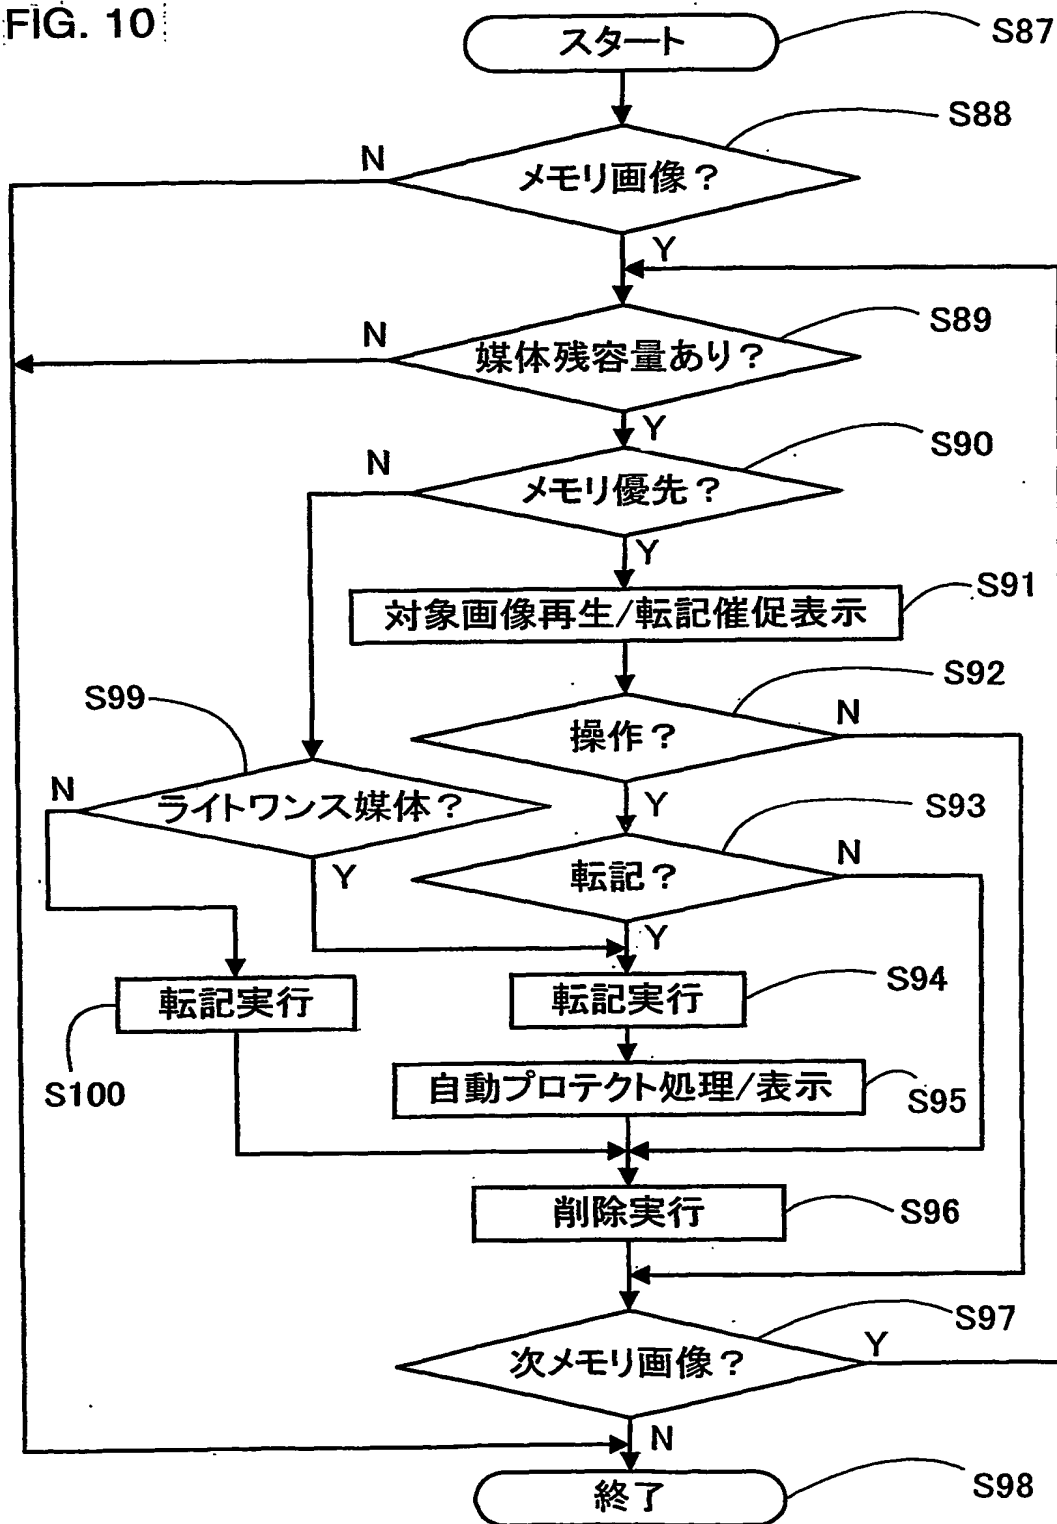 FIG. 10
スタート
S87
S88
N
メモリ画像？
Y
S89
N
媒体残容量あり？
Y
S90
N
メモリ優先？
Y
S91
対象画像再生/転記催促表示
S92
S99
操作？
N
N
ライトワンス媒体？
Y
S93
Y
転記？
N
Y
S94
転記実行
転記実行
S100
自動プロテクト処理/表示
S95
削除実行
S96
S97
次メモリ画像？
Y
N
終了
S98